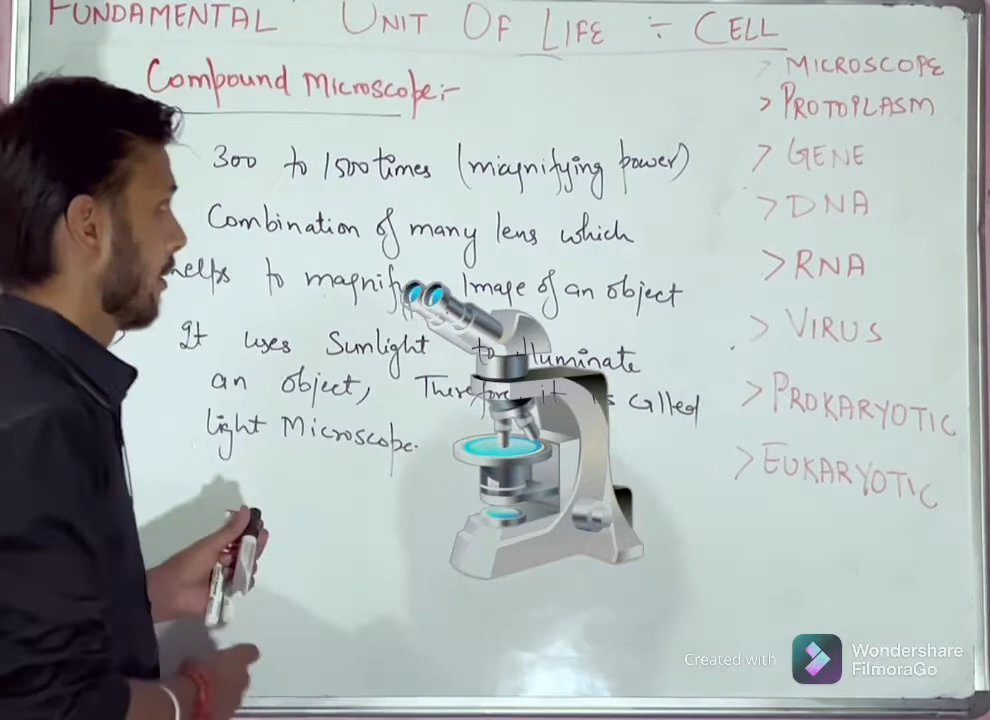 FUNDAMENTAL UNIT OF LIFE ÷ CELL
Compound Microscope:-
300 to 1500 times (magnifying power)
Combination of many lens which
helps to magnify Image of an object
It uses Sunlight to illuminate
an object, Therefore it is Called
light Microscope.
> MICROSCOPE
> PROTOPLASM
> GENE
> DNA
> RNA
> VIRUS
> PROKARYOTIC
> EUKARYOTIC
Created with
Wondershare
FilmoraGo